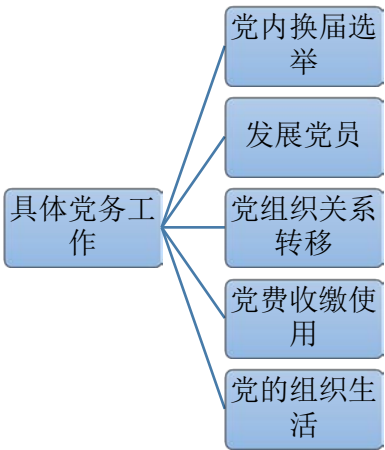 党内换届选
举
发展党员
具体党务工
作
党组织关系
转移
党费收缴使
用
党的组织生
活